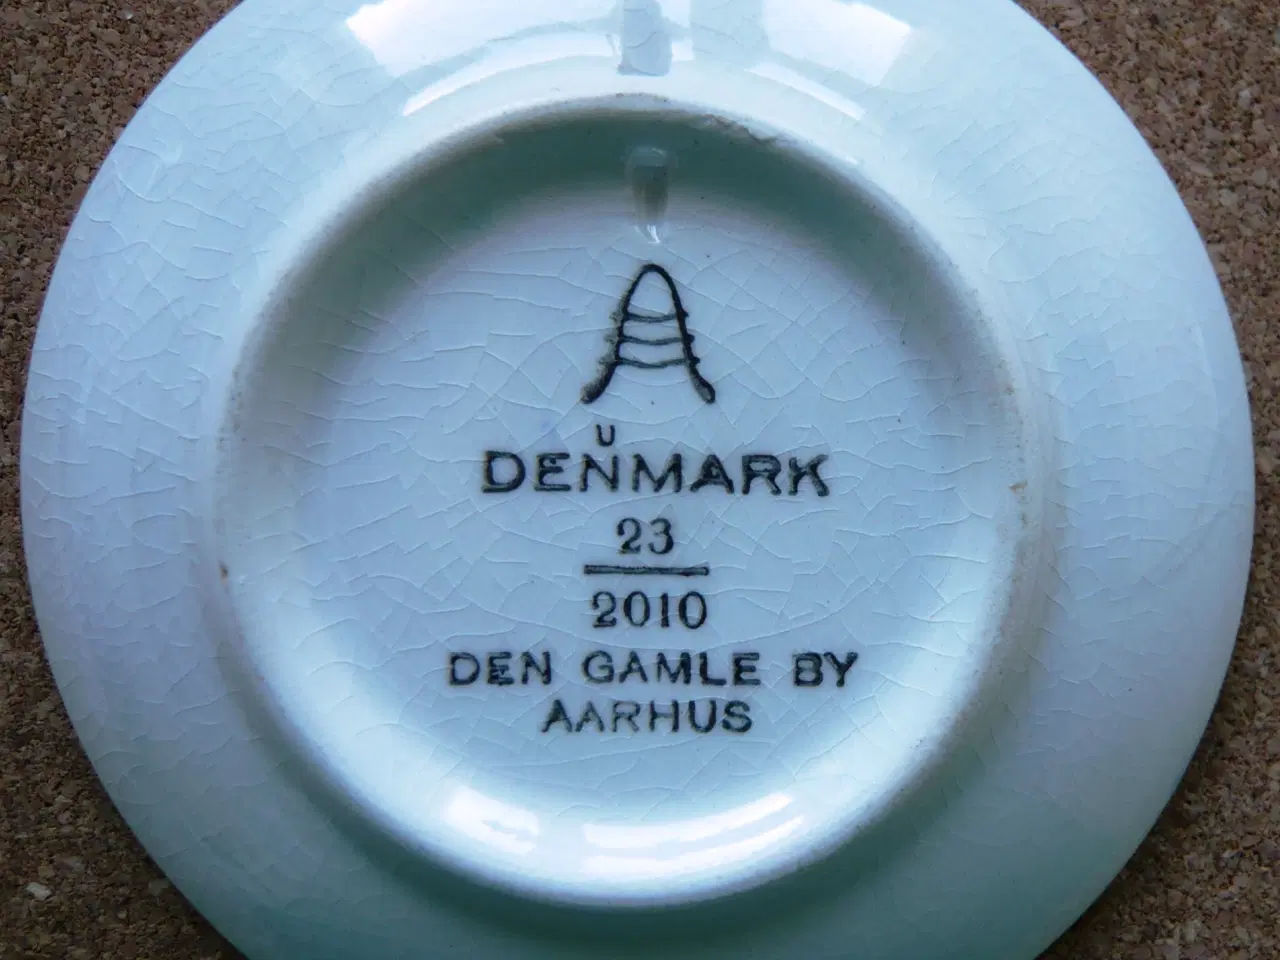 U
DENMARK
23
2010
DEN GAMLE BY
AARHUS